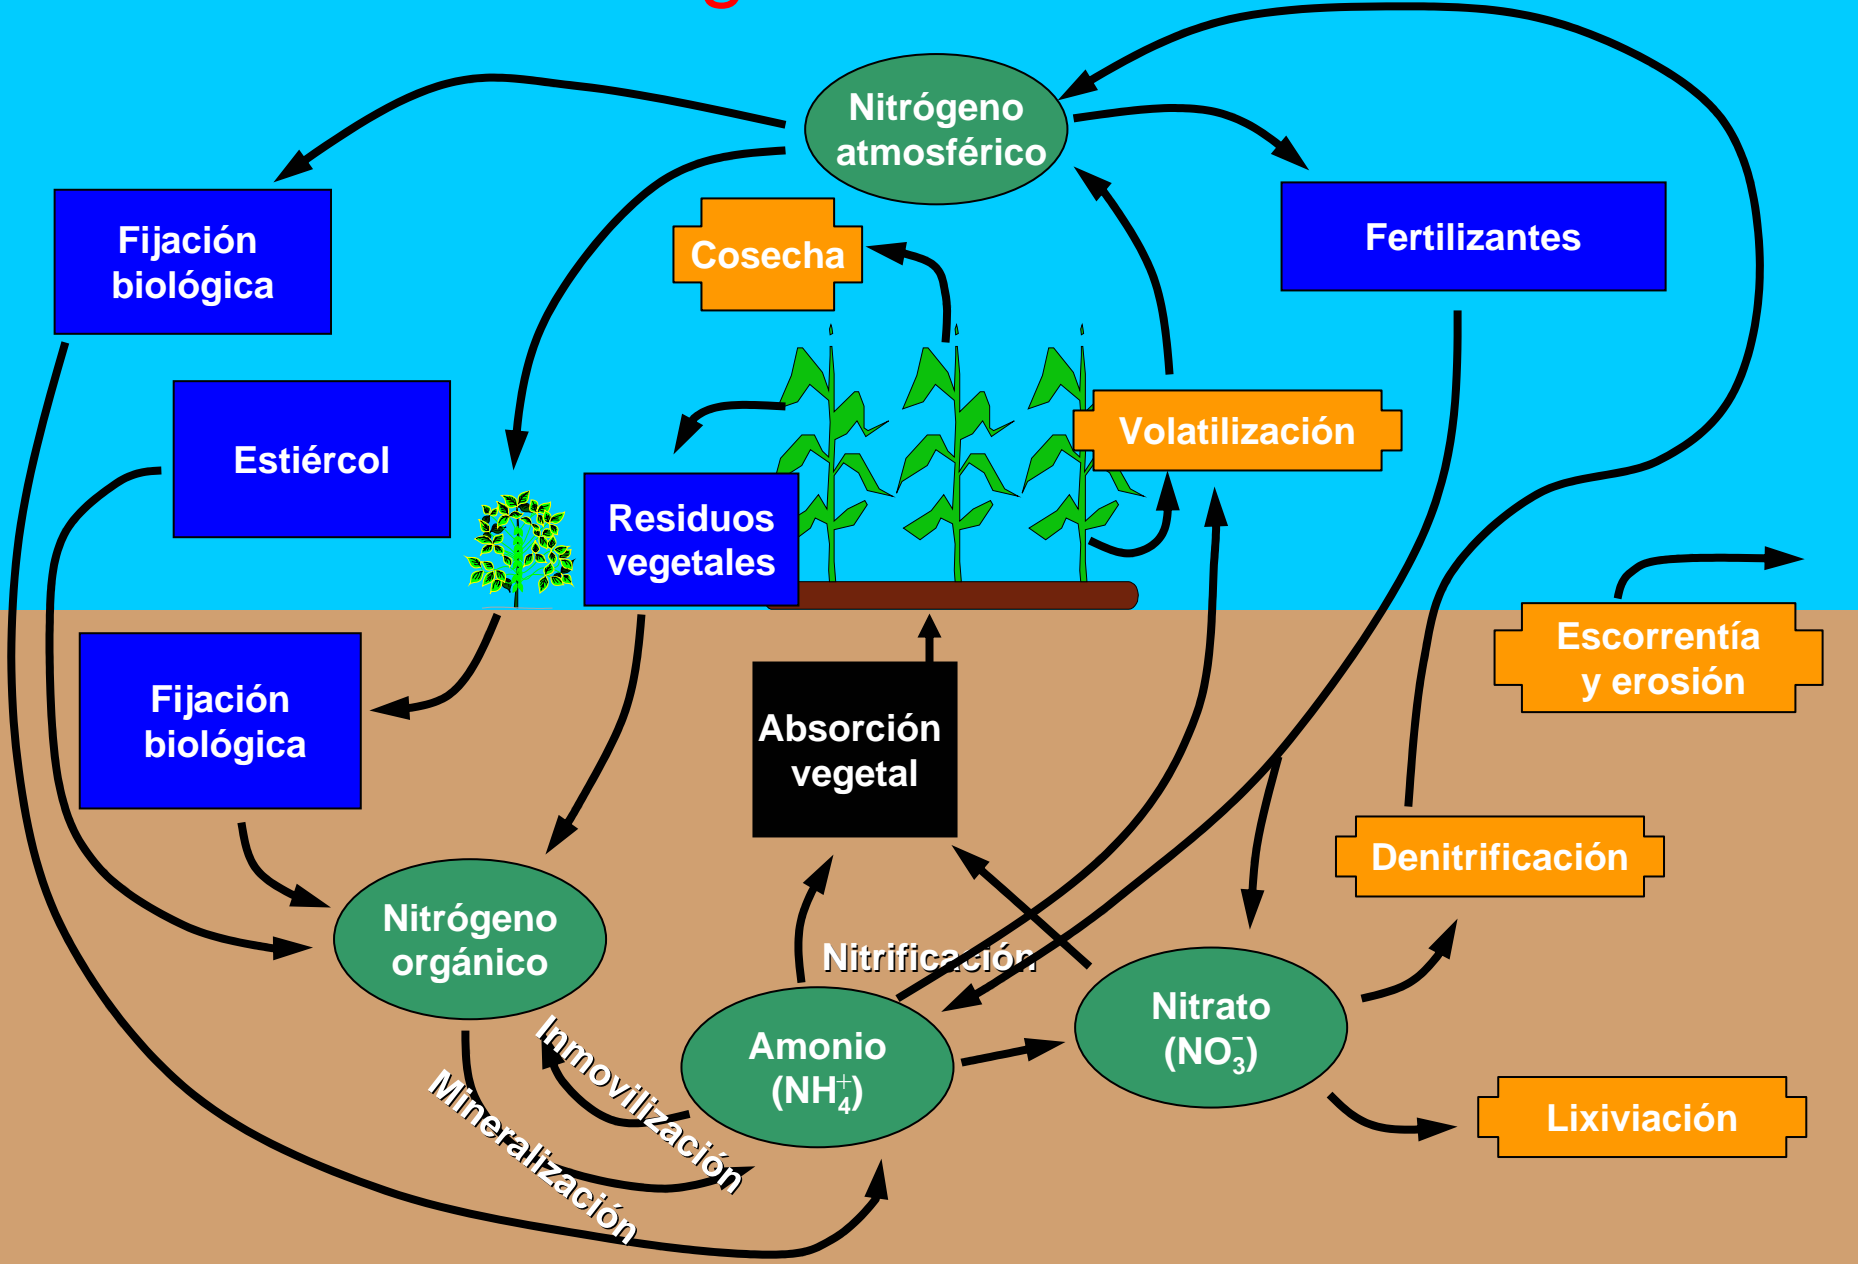 Nitrógeno
atmosférico
Fijación
biológica
Cosecha
Fertilizantes
Estiércol
Volatilización
Residuos
vegetales
Escorrentía
y erosión
Fijación
biológica
Absorción
vegetal
Denitrificación
Nitrógeno
orgánico
Nitrificación
Amonio
(NH₄⁺)
Nitrato
(NO₃⁻)
Inmovilización
Mineralización
Lixiviación